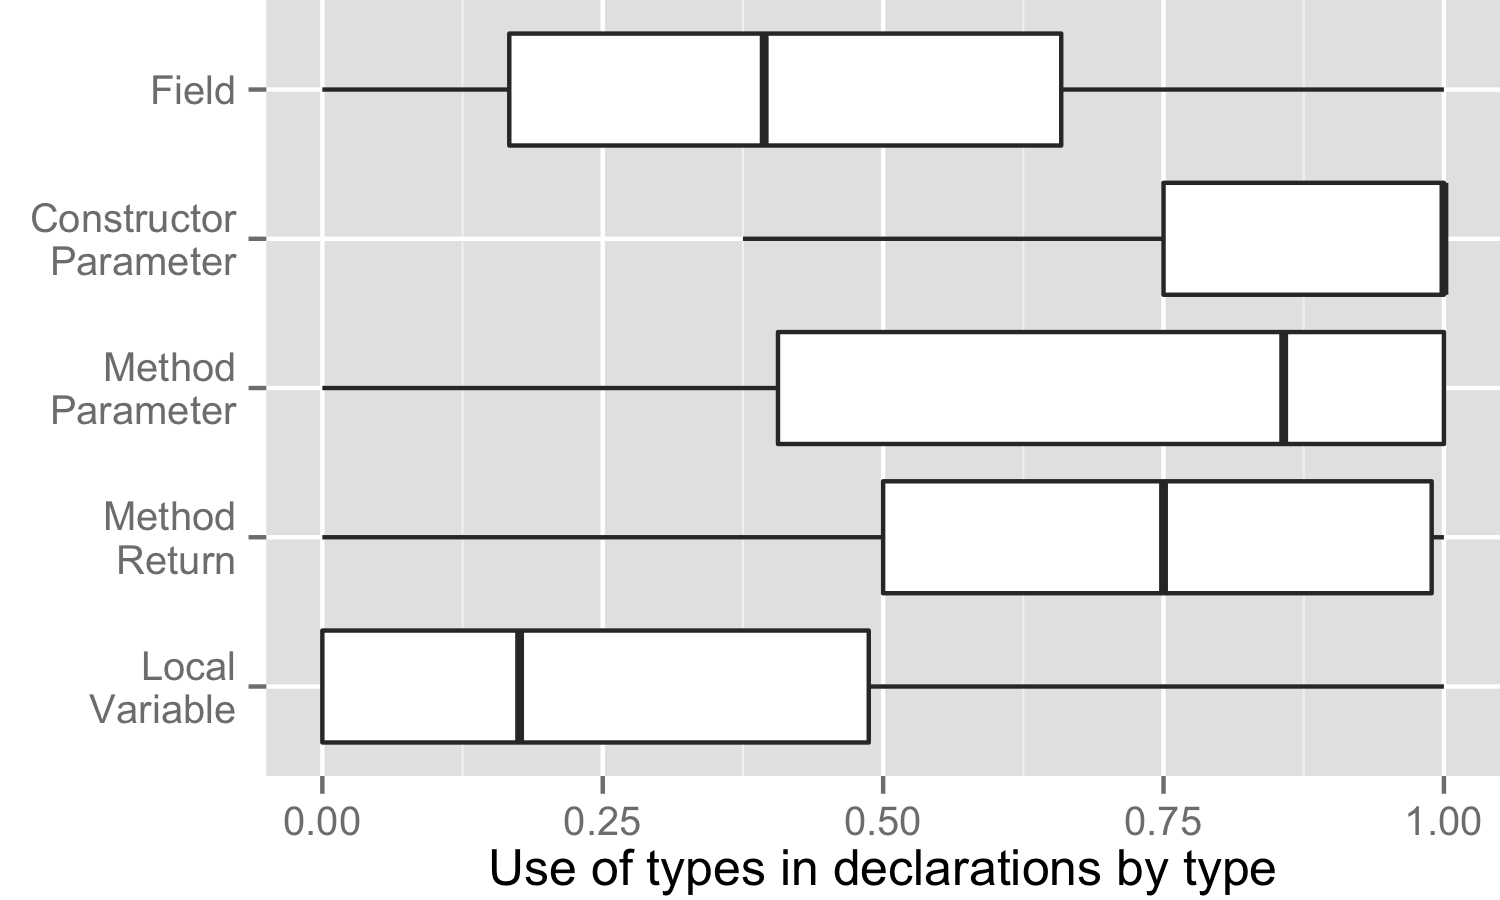 Field
Constructor
Parameter
Method
Parameter
Method
Return
Local
Variable
0.00 0.25 0.50 0.75 1.00
Use of types in declarations by type